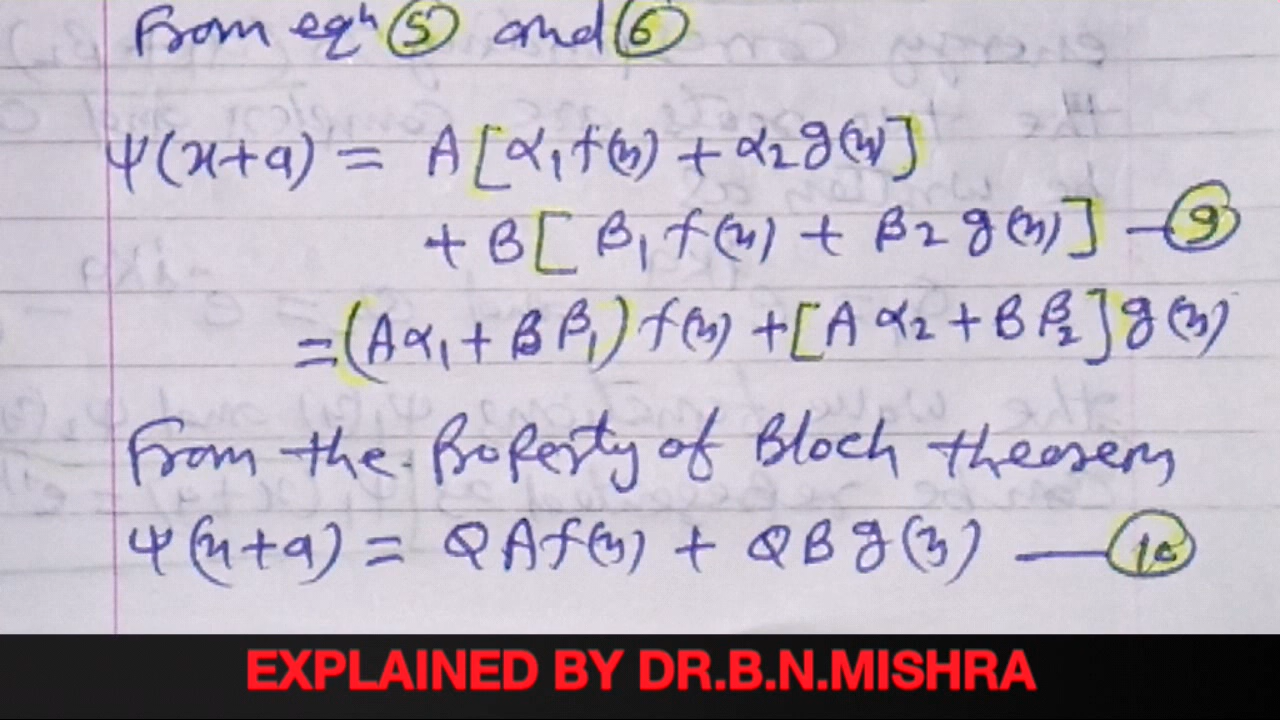 From eqn 5 and 6
Ψ(x+a) = A[α₁f(x) + α₂g(x)]
+ B[β₁f(x) + β₂g(x)] — 9
= (Aα₁ + Bβ₁)f(x) + [Aα₂ + Bβ₂]g(x)
From the Property of Bloch theorem
Ψ(x+a) = QAf(x) + QBg(x) — 10
EXPLAINED BY DR.B.N.MISHRA